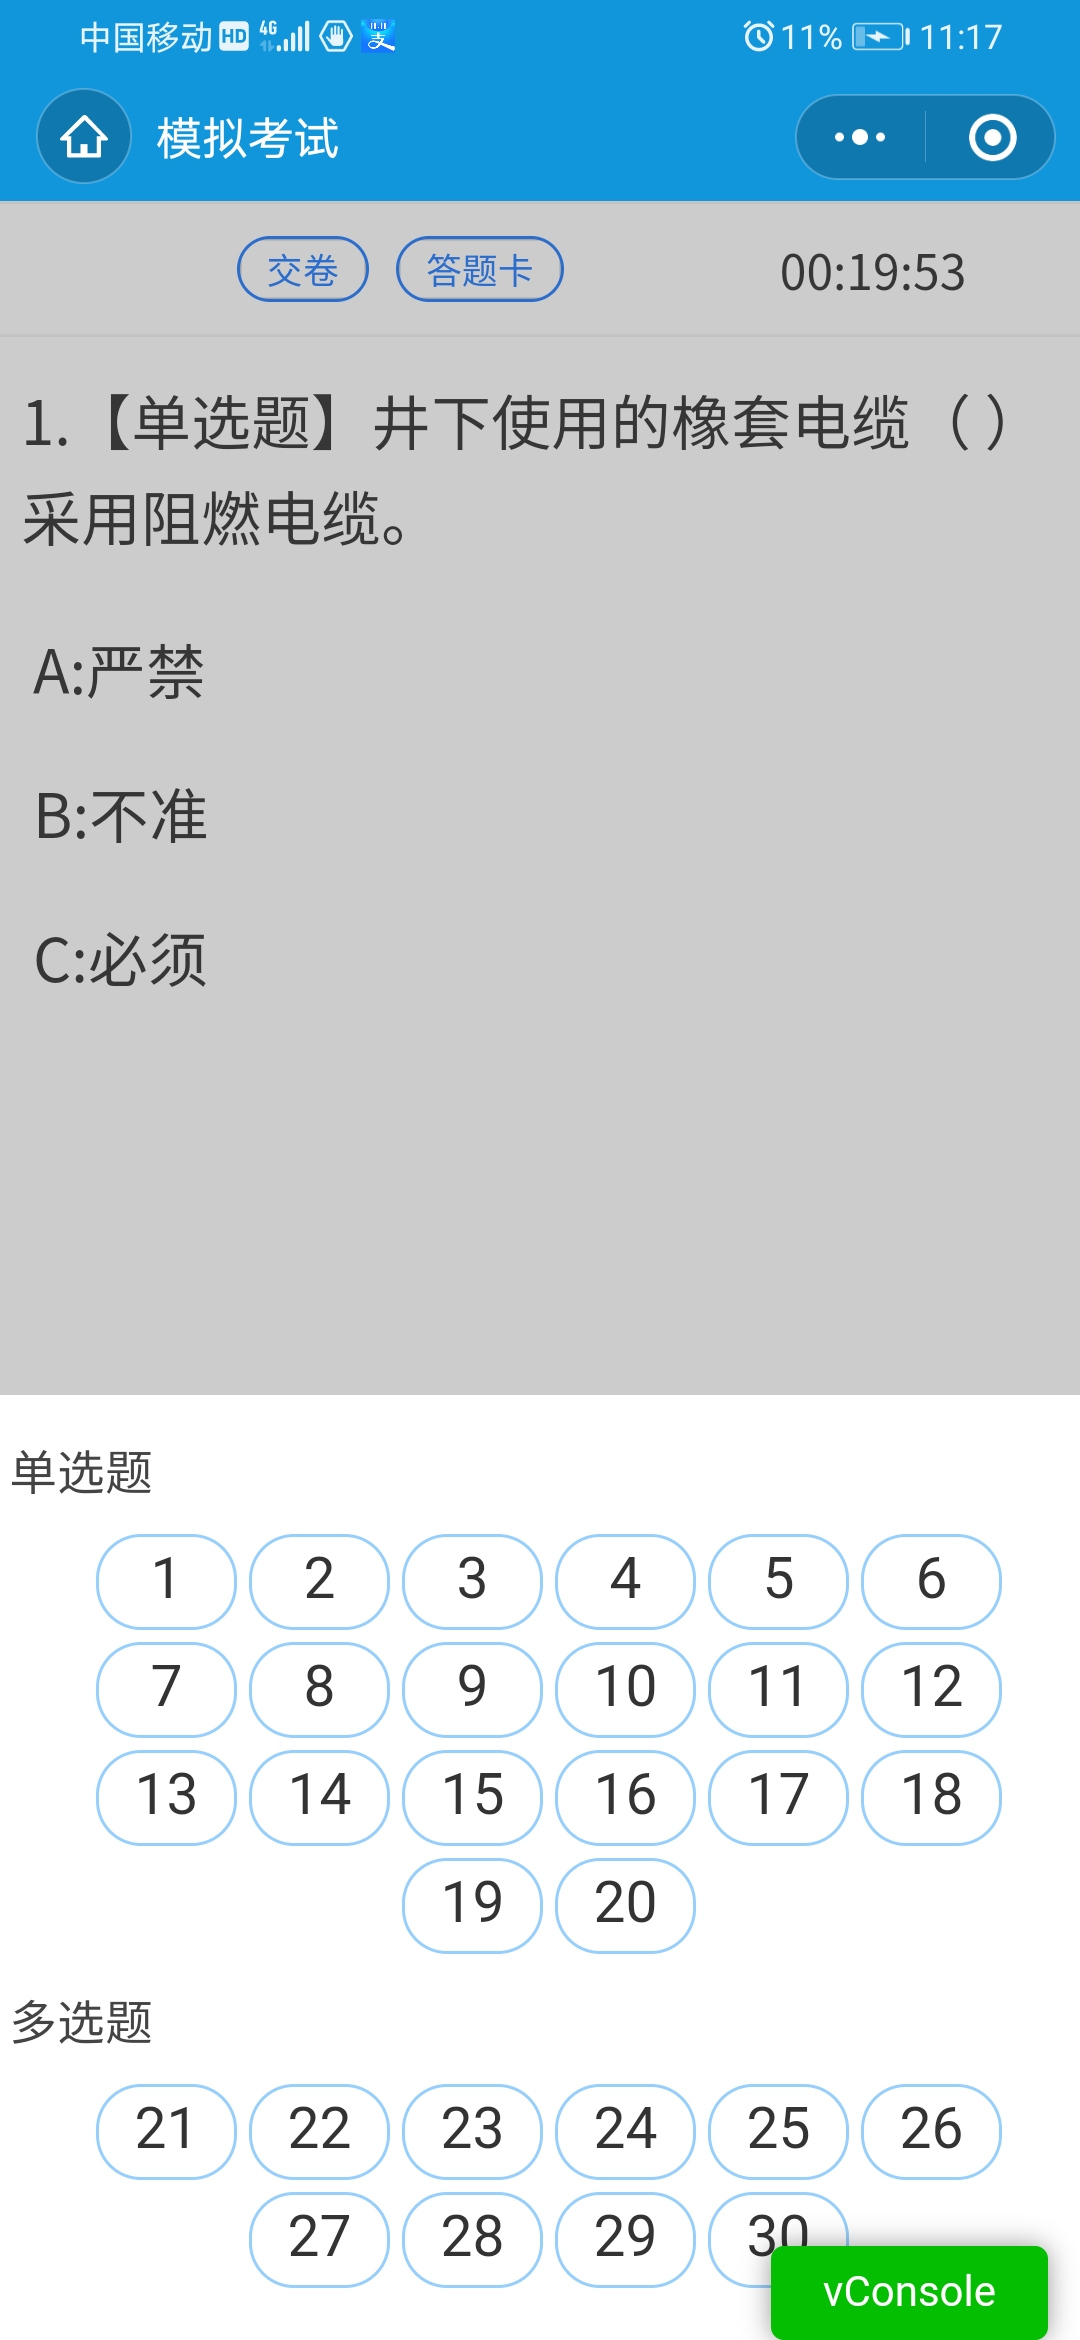 中国移动 HD 4G 支 11% 11:17
模拟考试
交卷 答题卡 00:19:53
1.【单选题】井下使用的橡套电缆（ ）
采用阻燃电缆。
A:严禁
B:不准
C:必须
单选题
1 2 3 4 5 6
7 8 9 10 11 12
13 14 15 16 17 18
19 20
多选题
21 22 23 24 25 26
27 28 29 30
vConsole